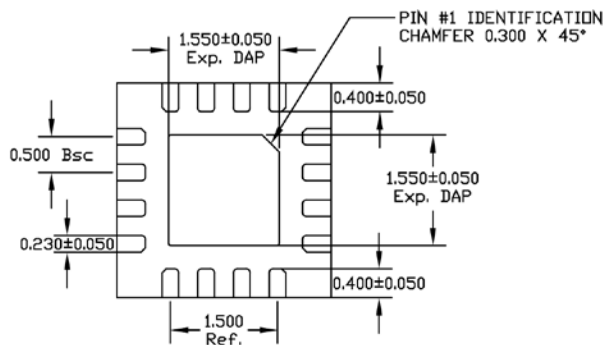 PIN #1 IDENTIFICATION
CHAMFER 0.300 X 45°
1.550±0.050
Exp. DAP
0.400±0.050
0.500 Bsc
1.550±0.050
Exp. DAP
0.230±0.050
0.400±0.050
1.500
Ref.